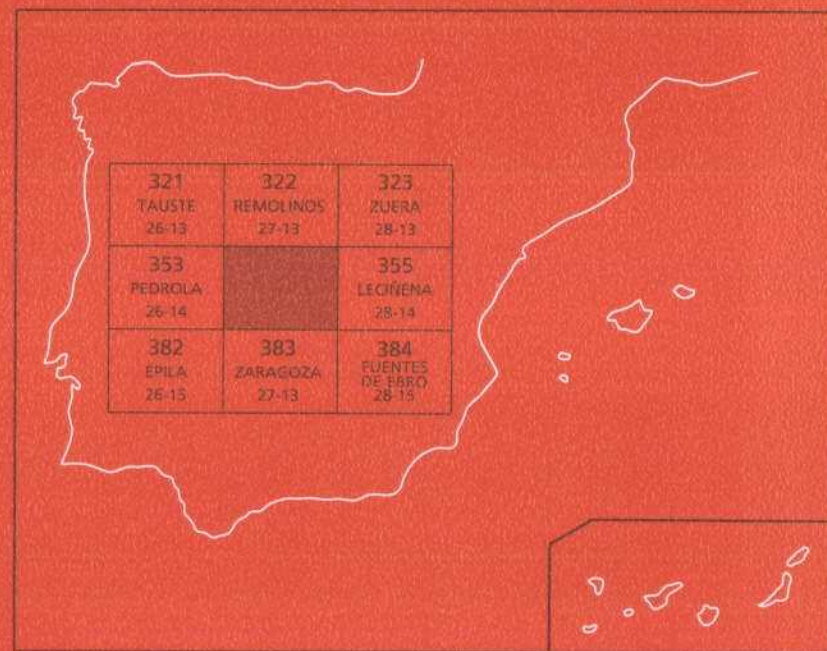 321
TAUSTE
26-13
322
REMOLINOS
27-13
323
ZUERA
28-13
353
PEDROLA
26-14
355
LECIÑENA
28-14
382
EPILA
26-15
383
ZARAGOZA
27-13
384
FUENTES
DE EBRO
28-15